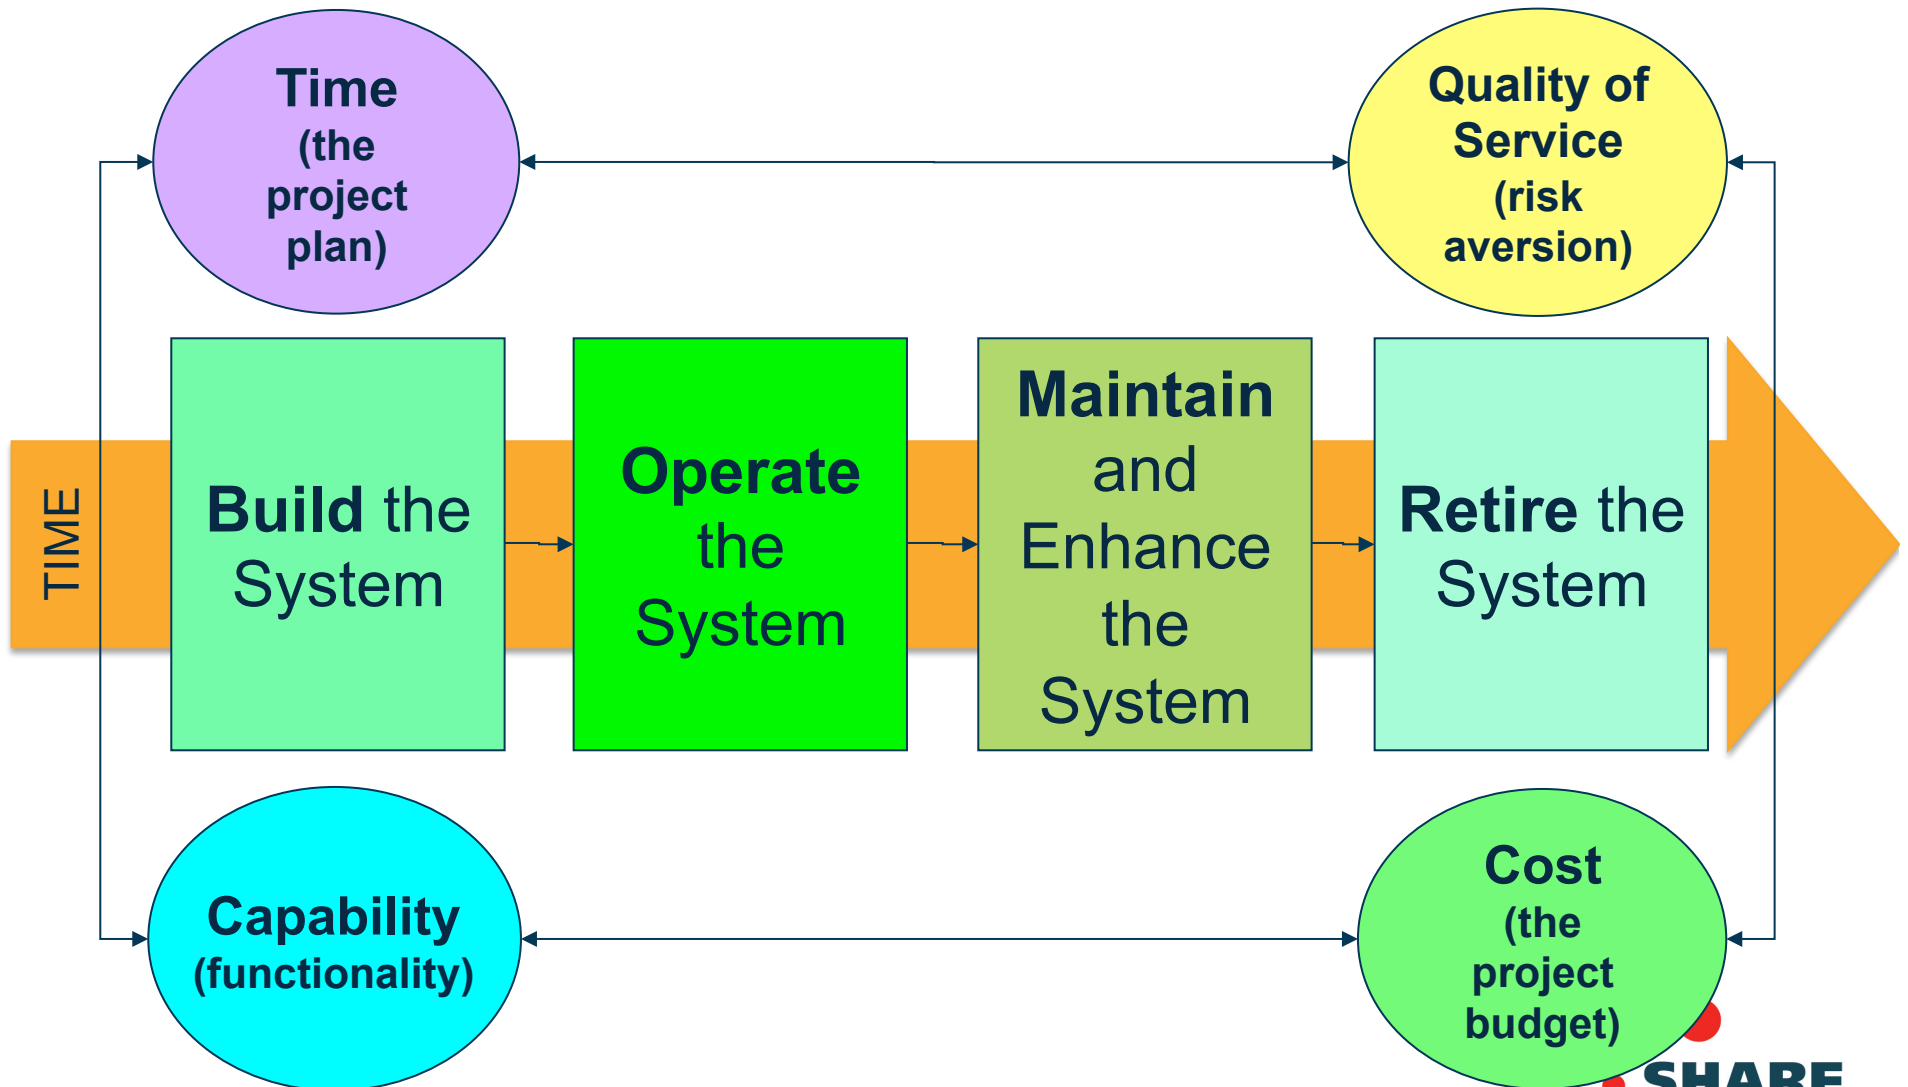 Time
(the
project
plan)
Quality of
Service
(risk
aversion)
TIME
Build the
System
Operate
the
System
Maintain
and
Enhance
the
System
Retire the
System
Capability
(functionality)
Cost
(the
project
budget)
SHARE